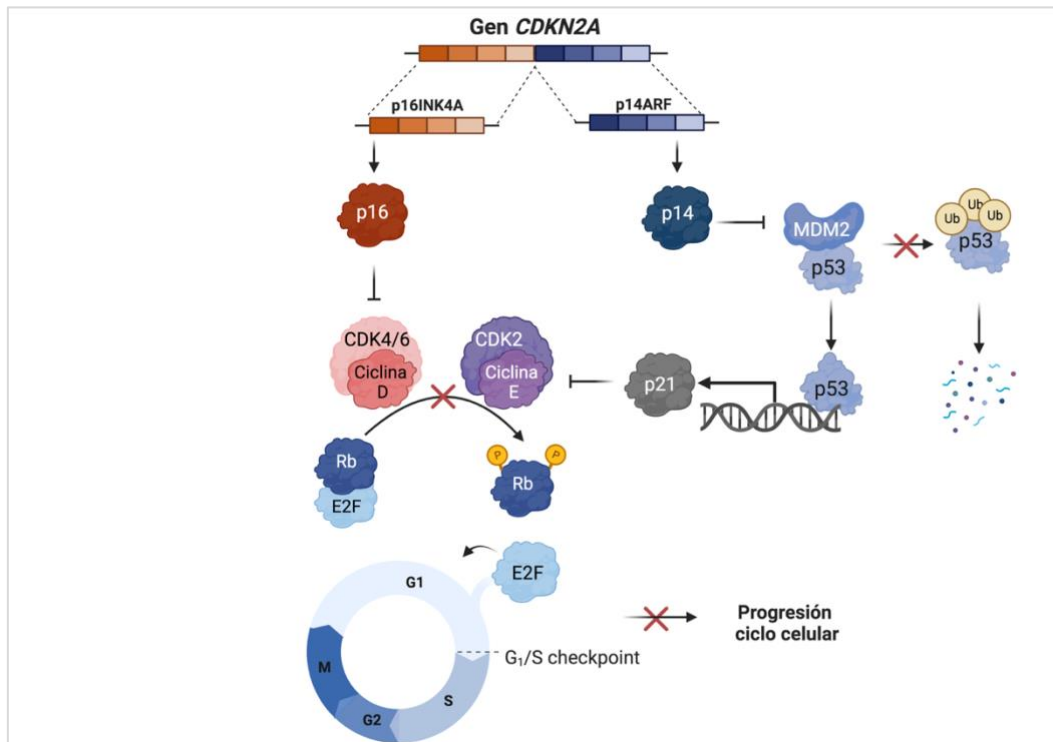 Gen CDKN2A
p16INK4A
p14ARF
p16
p14
MDM2
p53
Ub
Ub
Ub
p53
CDK4/6
Ciclina
D
CDK2
Ciclina
E
p21
p53
Rb
E2F
P
P
Rb
E2F
G1
M
G2
S
G₁/S checkpoint
Progresión
ciclo celular